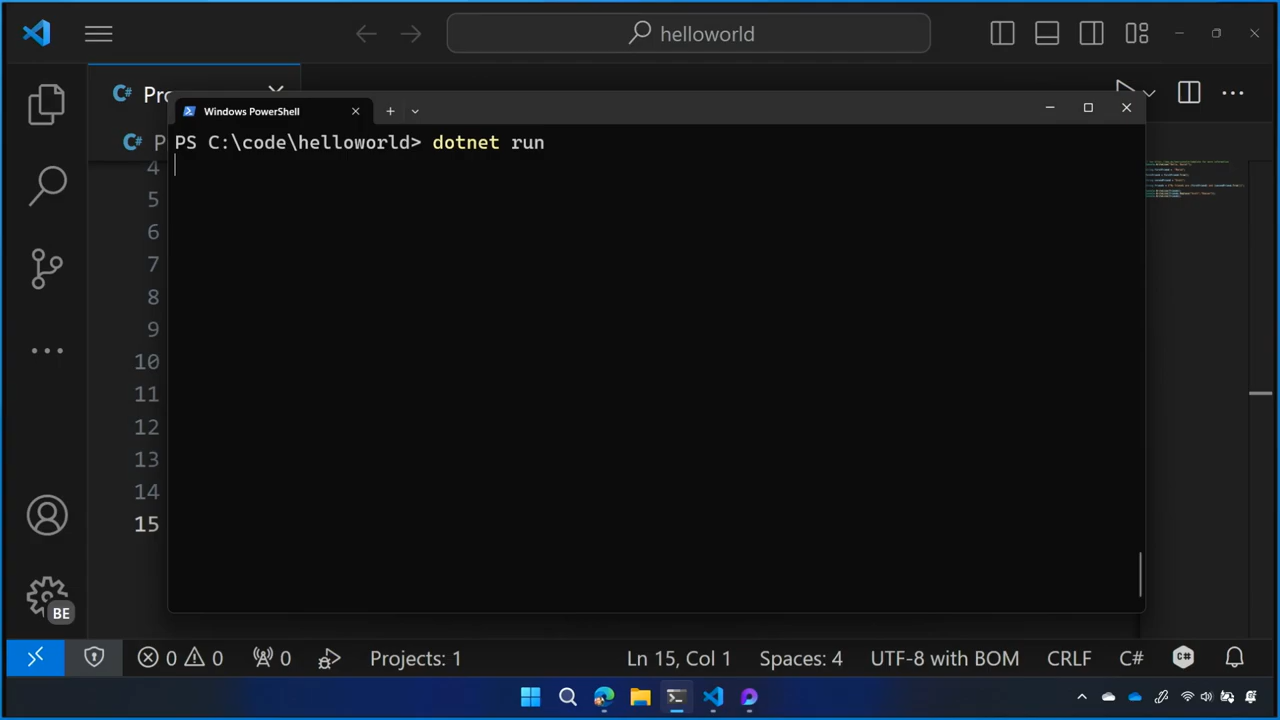 helloworld
C# Pro
Windows PowerShell
C# P
PS C:\code\helloworld> dotnet run
4
5
6
7
8
9
10
11
12
13
14
15
BE
0 0 0 Projects: 1 Ln 15, Col 1 Spaces: 4 UTF-8 with BOM CRLF C# C#